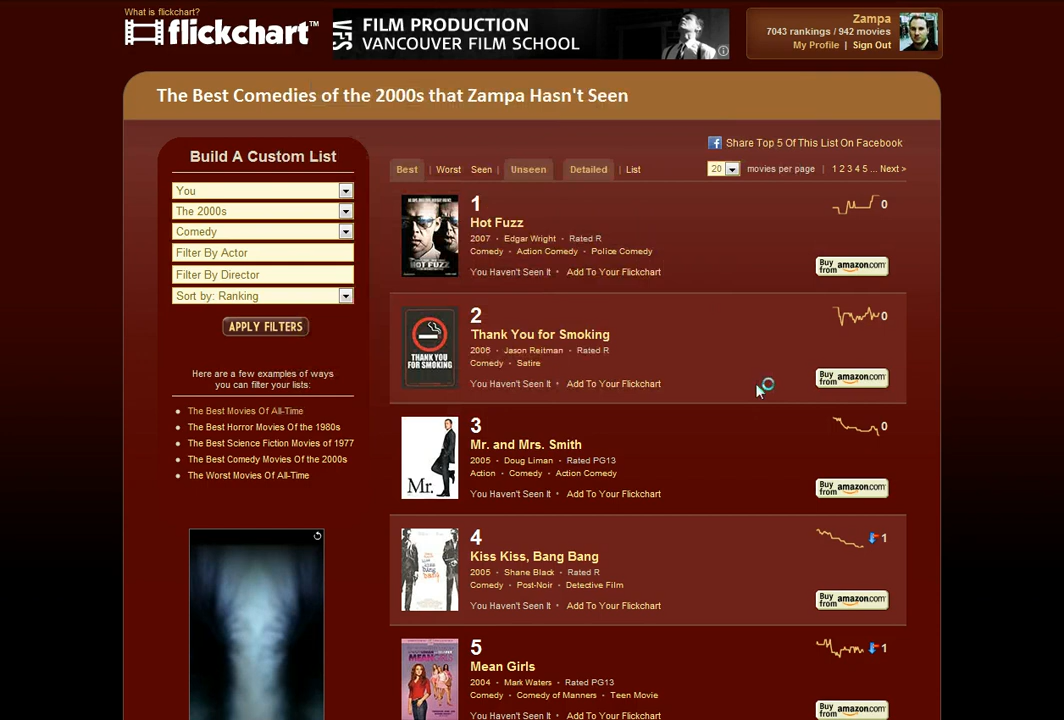 What is flickchart?
flickchart™
VFS
FILM PRODUCTION
VANCOUVER FILM SCHOOL
Zampa
7043 rankings / 942 movies
My Profile | Sign Out
The Best Comedies of the 2000s that Zampa Hasn't Seen
Share Top 5 Of This List On Facebook
Build A Custom List
You
The 2000s
Comedy
Filter By Actor
Filter By Director
Sort by: Ranking
APPLY FILTERS
Here are a few examples of ways
you can filter your lists:
The Best Movies Of All-Time
The Best Horror Movies Of the 1980s
The Best Science Fiction Movies of 1977
The Best Comedy Movies Of the 2000s
The Worst Movies Of All-Time
Best | Worst Seen | Unseen Detailed | List
20 movies per page | 1 2 3 4 5 ... Next >
HOT FUZZ
1
Hot Fuzz
2007 • Edgar Wright • Rated R
Comedy • Action Comedy • Police Comedy
You Haven't Seen It • Add To Your Flickchart
0
Buy from amazon.com
THANK YOU
FOR SMOKING
2
Thank You for Smoking
2006 • Jason Reitman • Rated R
Comedy • Satire
You Haven't Seen It • Add To Your Flickchart
0
Buy from amazon.com
Mr.
3
Mr. and Mrs. Smith
2005 • Doug Liman • Rated PG13
Action • Comedy • Action Comedy
You Haven't Seen It • Add To Your Flickchart
0
Buy from amazon.com
4
Kiss Kiss, Bang Bang
2005 • Shane Black • Rated R
Comedy • Post-Noir • Detective Film
You Haven't Seen It • Add To Your Flickchart
1
Buy from amazon.com
MEAN GIRLS
5
Mean Girls
2004 • Mark Waters • Rated PG13
Comedy • Comedy of Manners • Teen Movie
You Haven't Seen It • Add To Your Flickchart
1
Buy from amazon.com